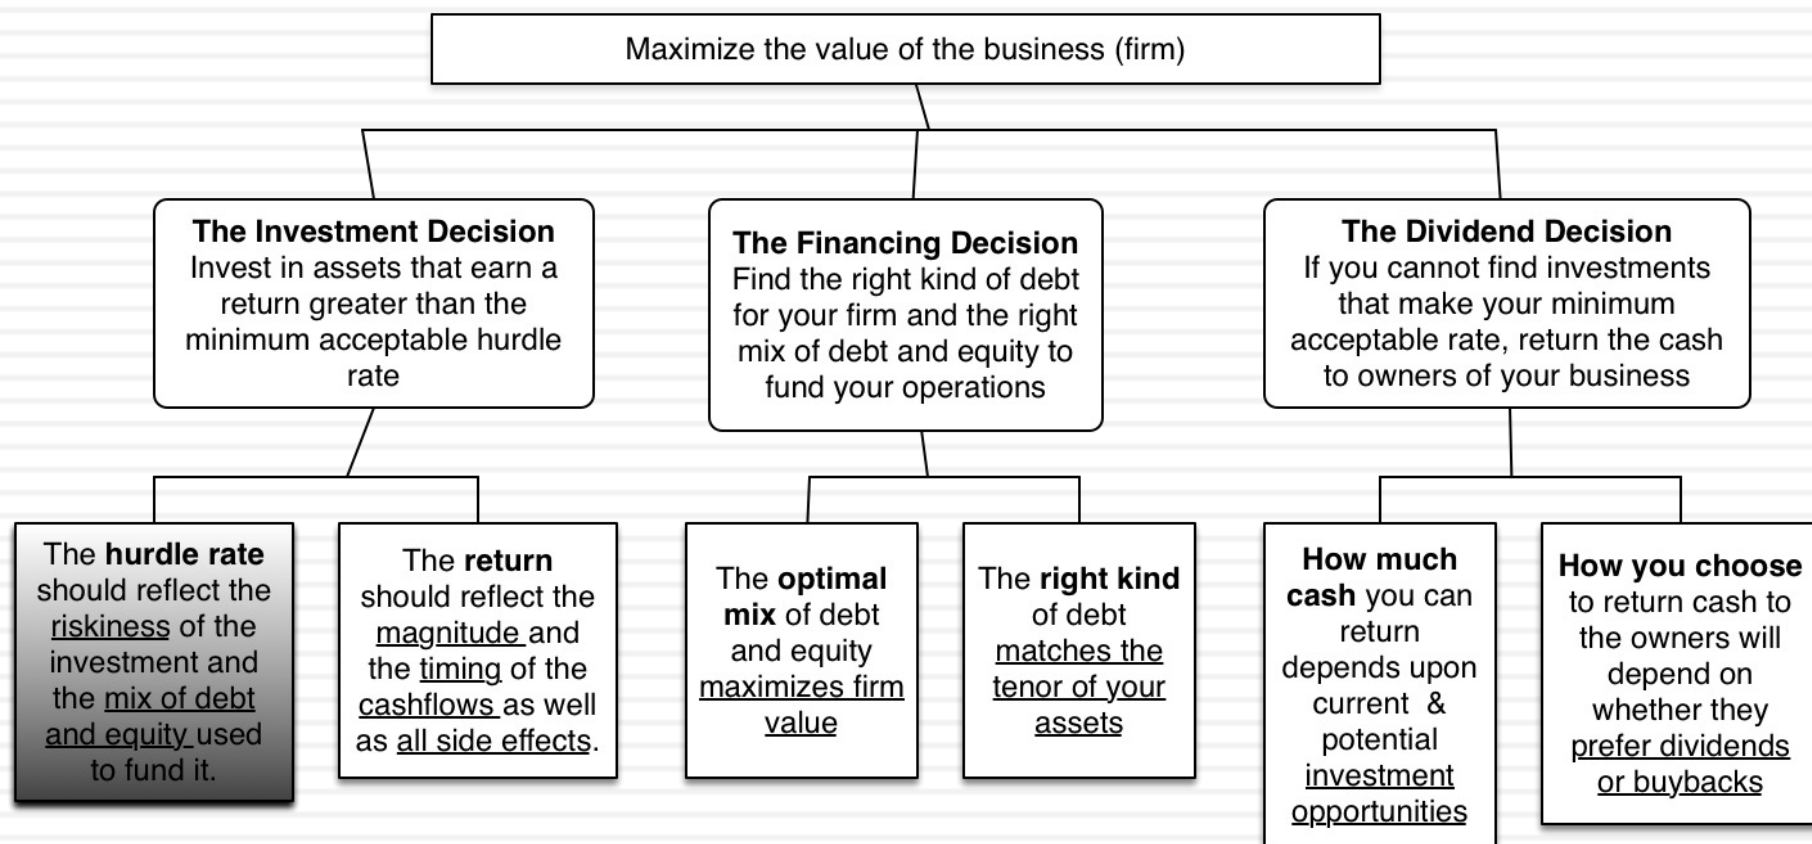 Maximize the value of the business (firm)
The Investment Decision
Invest in assets that earn a
return greater than the
minimum acceptable hurdle
rate
The Financing Decision
Find the right kind of debt
for your firm and the right
mix of debt and equity to
fund your operations
The Dividend Decision
If you cannot find investments
that make your minimum
acceptable rate, return the cash
to owners of your business
The hurdle rate
should reflect the
riskiness of the
investment and
the mix of debt
and equity used
to fund it.
The return
should reflect the
magnitude and
the timing of the
cashflows as well
as all side effects.
The optimal
mix of debt
and equity
maximizes firm
value
The right kind
of debt
matches the
tenor of your
assets
How much
cash you can
return
depends upon
current &
potential
investment
opportunities
How you choose
to return cash to
the owners will
depend on
whether they
prefer dividends
or buybacks